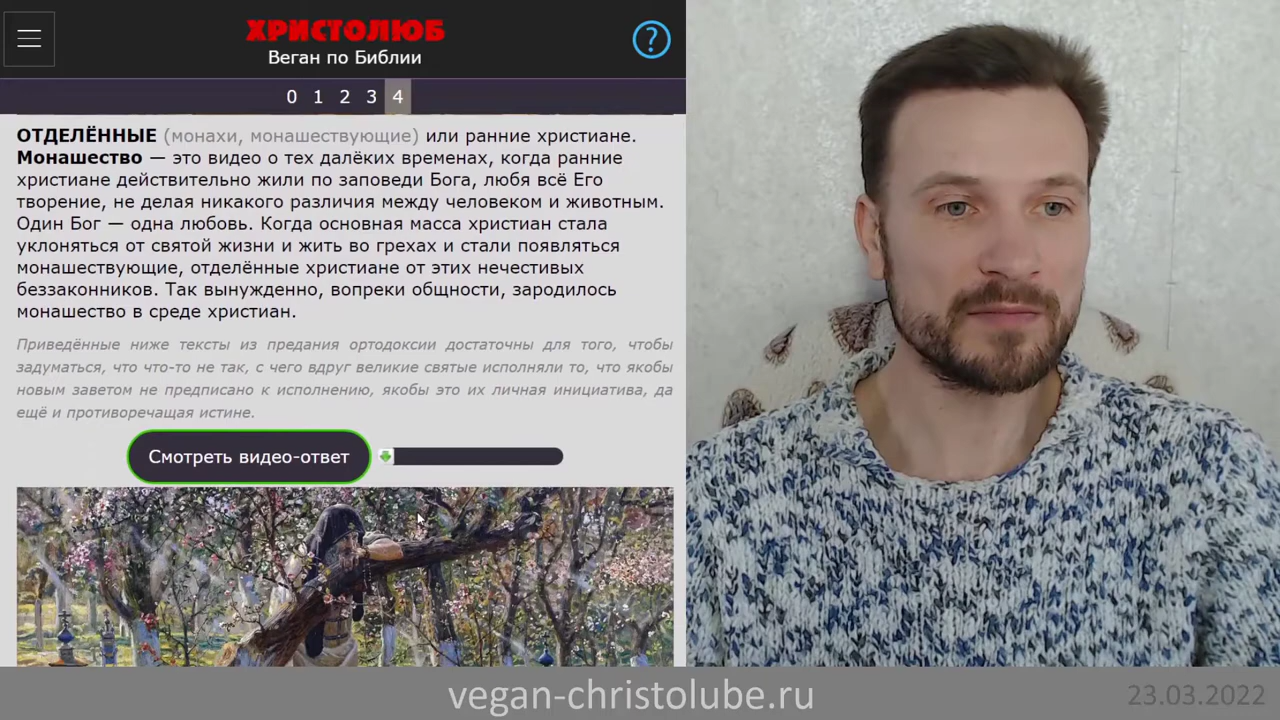 ХРИСТОЛЮБ
Веган по Библии
?
0 1 2 3 4
ОТДЕЛЁННЫЕ (монахи, монашествующие) или ранние христиане.
Монашество — это видео о тех далёких временах, когда ранние
христиане действительно жили по заповеди Бога, любя всё Его
творение, не делая никакого различия между человеком и животным.
Один Бог — одна любовь. Когда основная масса христиан стала
уклоняться от святой жизни и жить во грехах и стали появляться
монашествующие, отделённые христиане от этих нечестивых
беззаконников. Так вынужденно, вопреки общности, зародилось
монашество в среде христиан.
Приведённые ниже тексты из предания ортодоксии достаточны для того, чтобы
задуматься, что что-то не так, с чего вдруг великие святые исполняли то, что якобы
новым заветом не предписано к исполнению, якобы это их личная инициатива, да
ещё и противоречащая истине.
Смотреть видео-ответ
vegan-christolube.ru
23.03.2022